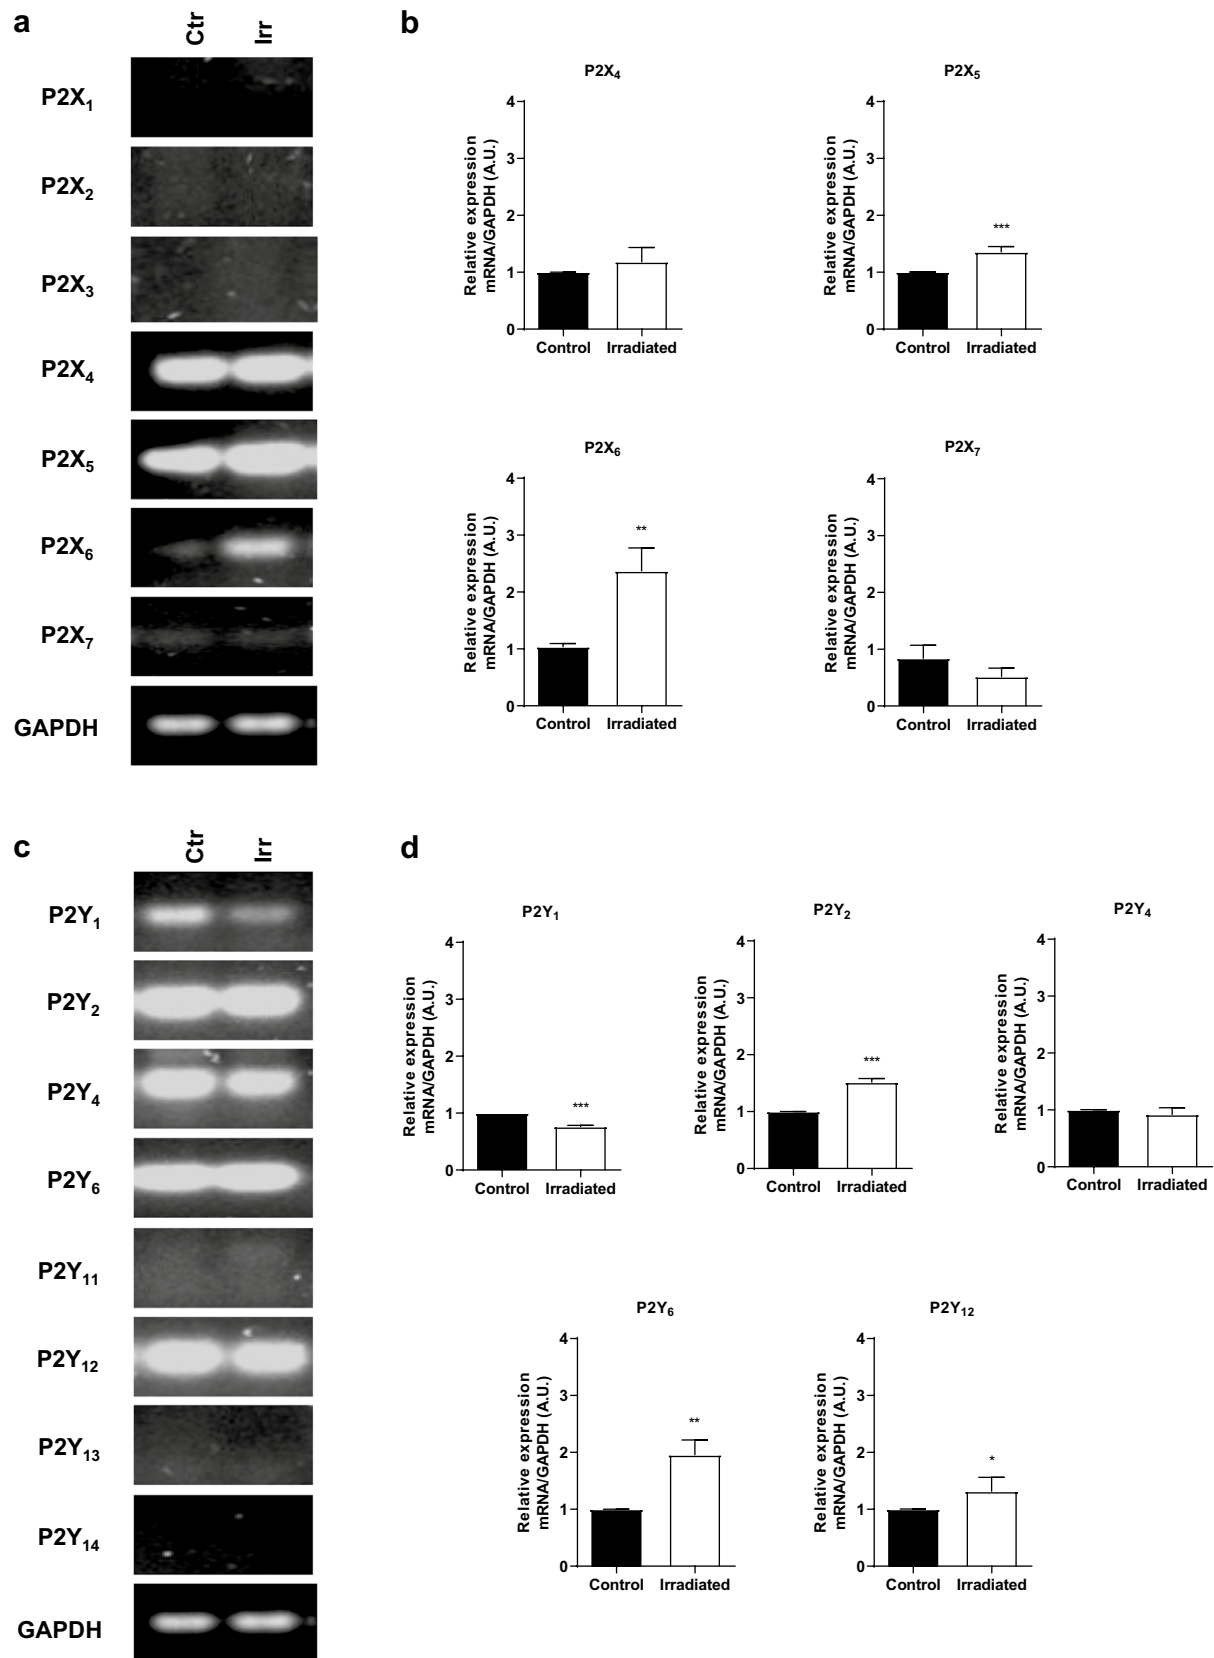 a
Ctr
Irr
P2X1
P2X2
P2X3
P2X4
P2X5
P2X6
P2X7
GAPDH
b
P2X4
Relative expression
mRNA/GAPDH (A.U.)
4
3
2
1
0
Control Irradiated
P2X5
Relative expression
mRNA/GAPDH (A.U.)
4
3
2
1
0
***
Control Irradiated
P2X6
Relative expression
mRNA/GAPDH (A.U.)
4
3
2
1
0
**
Control Irradiated
P2X7
Relative expression
mRNA/GAPDH (A.U.)
4
3
2
1
0
Control Irradiated
c
Ctr
Irr
P2Y1
P2Y2
P2Y4
P2Y6
P2Y11
P2Y12
P2Y13
P2Y14
GAPDH
d
P2Y1
Relative expression
mRNA/GAPDH (A.U.)
4
3
2
1
0
***
Control Irradiated
P2Y2
Relative expression
mRNA/GAPDH (A.U.)
4
3
2
1
0
***
Control Irradiated
P2Y4
Relative expression
mRNA/GAPDH (A.U.)
4
3
2
1
0
Control Irradiated
P2Y6
Relative expression
mRNA/GAPDH (A.U.)
4
3
2
1
0
**
Control Irradiated
P2Y12
Relative expression
mRNA/GAPDH (A.U.)
4
3
2
1
0
*
Control Irradiated